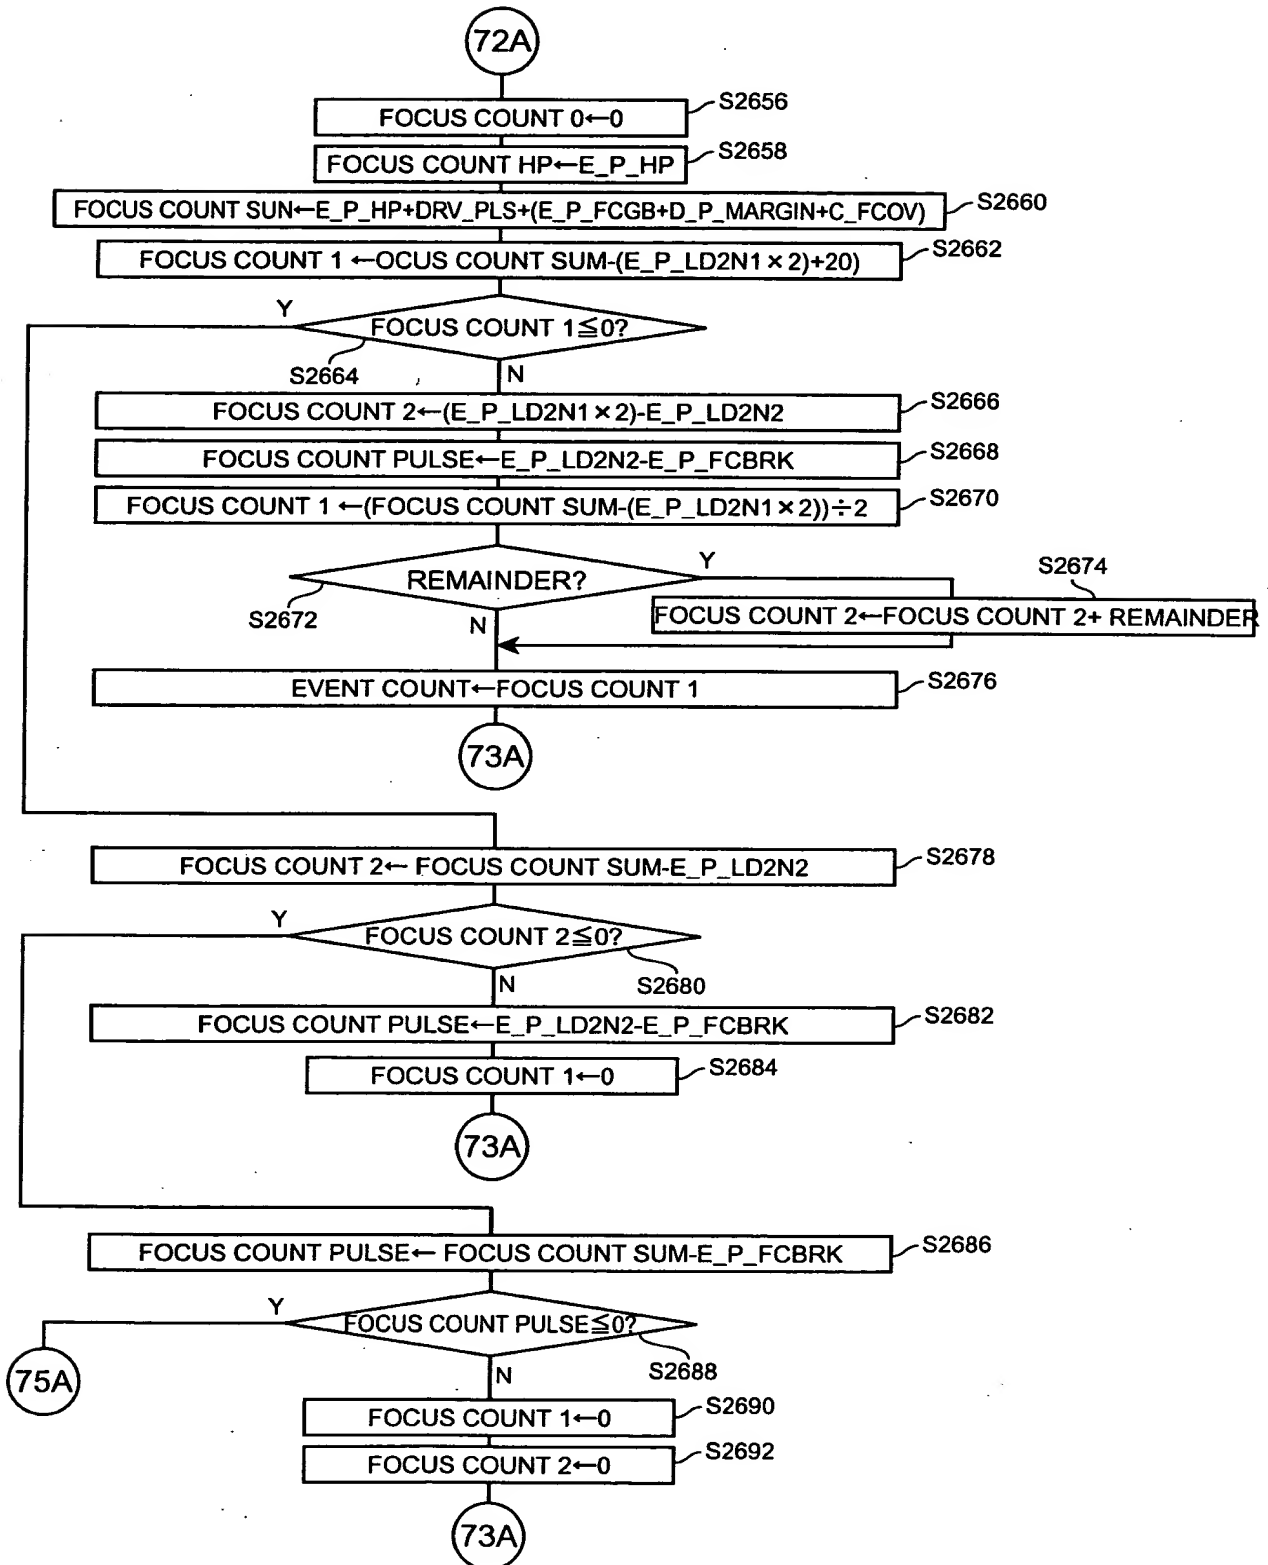 72A
FOCUS COUNT 0←0
S2656
FOCUS COUNT HP←E_P_HP
S2658
FOCUS COUNT SUN←E_P_HP+DRV_PLS+(E_P_FCGB+D_P_MARGIN+C_FCOV)
S2660
FOCUS COUNT 1 ←OCUS COUNT SUM-(E_P_LD2N1×2)+20)
S2662
Y
FOCUS COUNT 1≦0?
S2664
N
FOCUS COUNT 2←(E_P_LD2N1×2)-E_P_LD2N2
S2666
FOCUS COUNT PULSE←E_P_LD2N2-E_P_FCBRK
S2668
FOCUS COUNT 1 ←(FOCUS COUNT SUM-(E_P_LD2N1×2))÷2
S2670
REMAINDER?
Y
S2672
N
S2674
FOCUS COUNT 2←FOCUS COUNT 2+ REMAINDER
EVENT COUNT←FOCUS COUNT 1
S2676
73A
FOCUS COUNT 2← FOCUS COUNT SUM-E_P_LD2N2
S2678
Y
FOCUS COUNT 2≦0?
S2680
N
FOCUS COUNT PULSE←E_P_LD2N2-E_P_FCBRK
S2682
FOCUS COUNT 1←0
S2684
73A
FOCUS COUNT PULSE← FOCUS COUNT SUM-E_P_FCBRK
S2686
Y
FOCUS COUNT PULSE≦0?
S2688
75A
N
FOCUS COUNT 1←0
S2690
FOCUS COUNT 2←0
S2692
73A